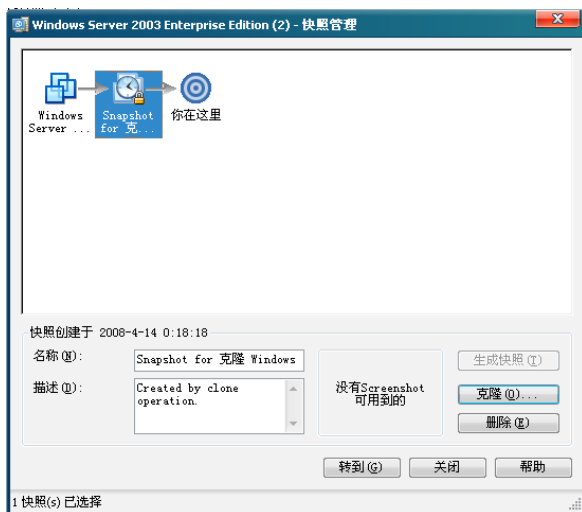 Windows Server 2003 Enterprise Edition (2) - 快照管理
Windows Server ...
Snapshot for 克...
你在这里
快照创建于 2008-4-14 0:18:18
名称(N):
Snapshot for 克隆 Windows
生成快照(T)
描述(D):
Created by clone
operation.
没有Screenshot
可用到的
克隆(O)...
删除(E)
转到(G)
关闭
帮助
1 快照(s) 已选择